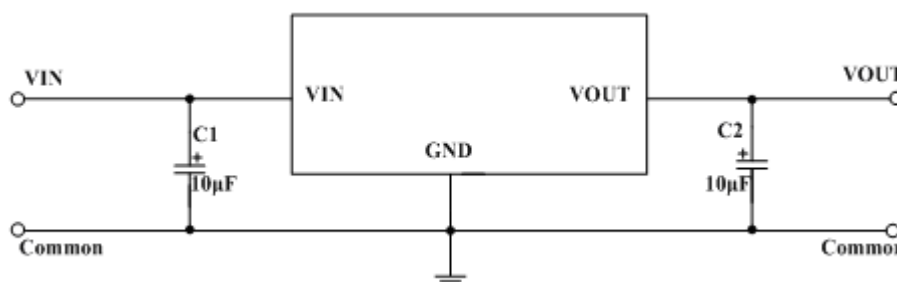 VIN
VOUT
VIN
VOUT
C1
+
10μF
GND
C2
+
10μF
Common
Common